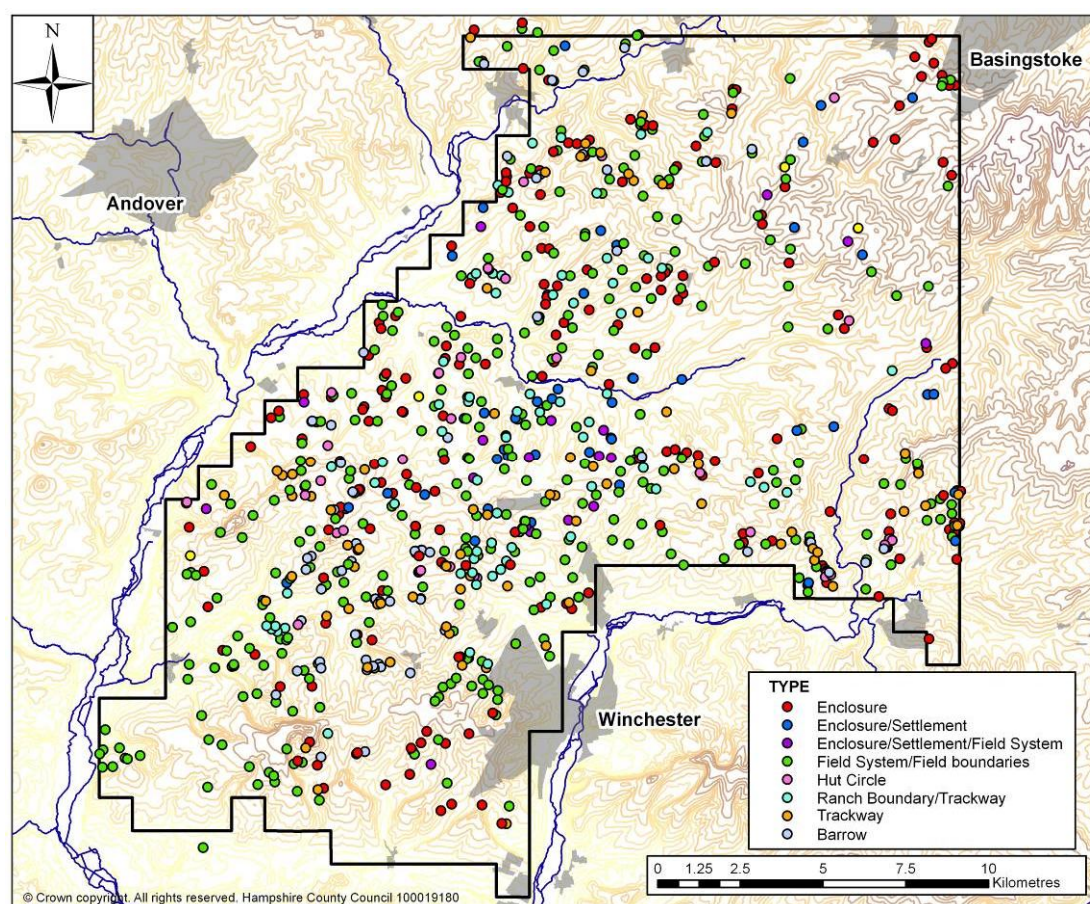 N
Basingstoke
Andover
Winchester
TYPE
Enclosure
Enclosure/Settlement
Enclosure/Settlement/Field System
Field System/Field boundaries
Hut Circle
Ranch Boundary/Trackway
Trackway
Barrow
0 1.25 2.5 5 7.5 10
Kilometres
© Crown copyright. All rights reserved. Hampshire County Council 100019180